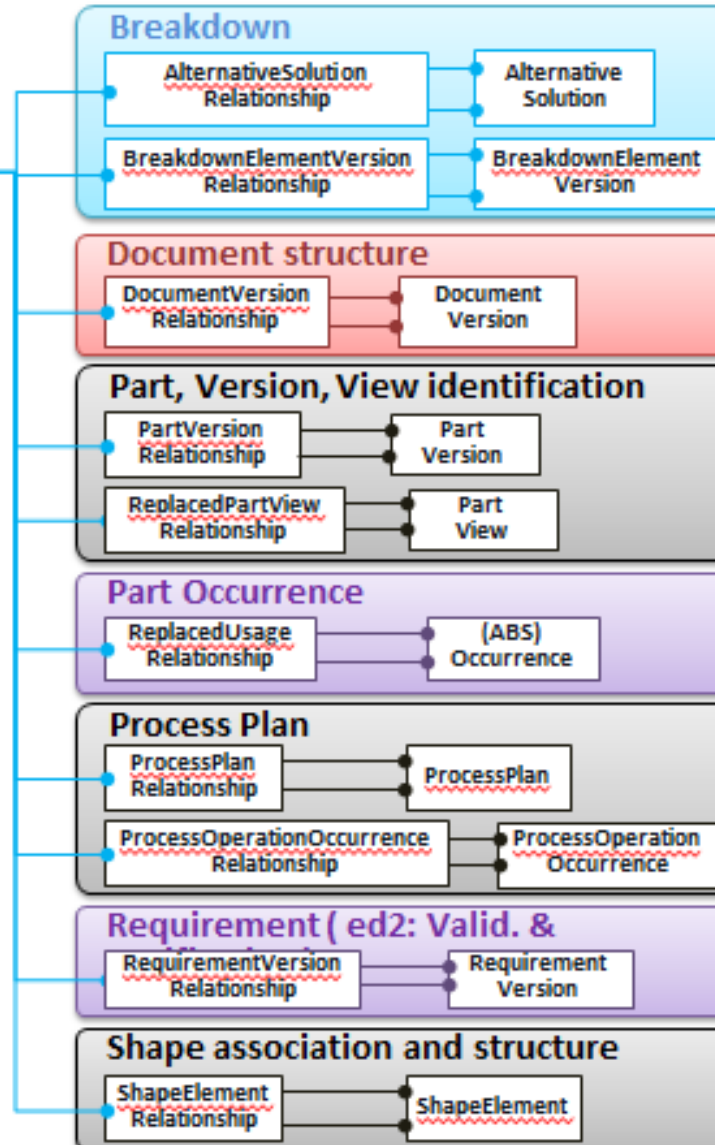 Breakdown
AlternativeSolution
Relationship
Alternative
Solution
BreakdownElementVersion
Relationship
BreakdownElement
Version
Document structure
DocumentVersion
Relationship
Document
Version
Part, Version, View identification
PartVersion
Relationship
Part
Version
ReplacedPartView
Relationship
Part
View
Part Occurrence
ReplacedUsage
Relationship
(ABS)
Occurrence
Process Plan
ProcessPlan
Relationship
ProcessPlan
ProcessOperationOccurrence
Relationship
ProcessOperation
Occurrence
Requirement ( ed2: Valid. &
RequirementVersion
Relationship
Requirement
Version
Shape association and structure
ShapeElement
Relationship
ShapeElement